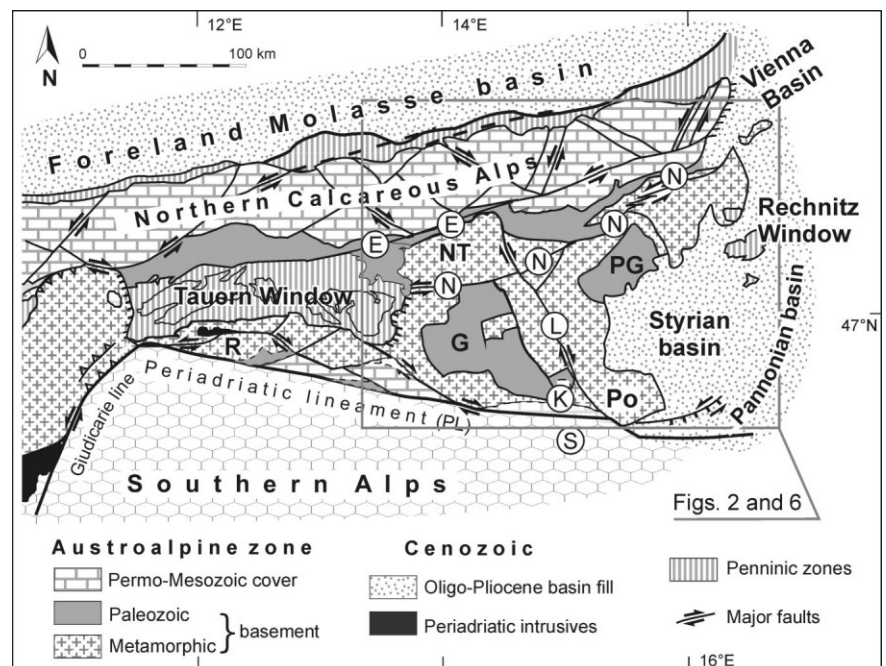 12°E
14°E
0
100 km
N
Vienna
Basin
Foreland Molasse basin
Northern Calcareous Alps
N
N
E
E
NT
N
N
PG
Rechnitz
Window
Tauern Window
47°N
Styrian
basin
Pannonian basin
L
G
R
Periadriatic lineament (PL)
K
Po
Giudicarie line
S
Southern Alps
Figs. 2 and 6
Austroalpine zone
Permo-Mesozoic cover
Paleozoic
Metamorphic
basement
Cenozoic
Oligo-Pliocene basin fill
Periadriatic intrusives
Penninic zones
Major faults
16°E